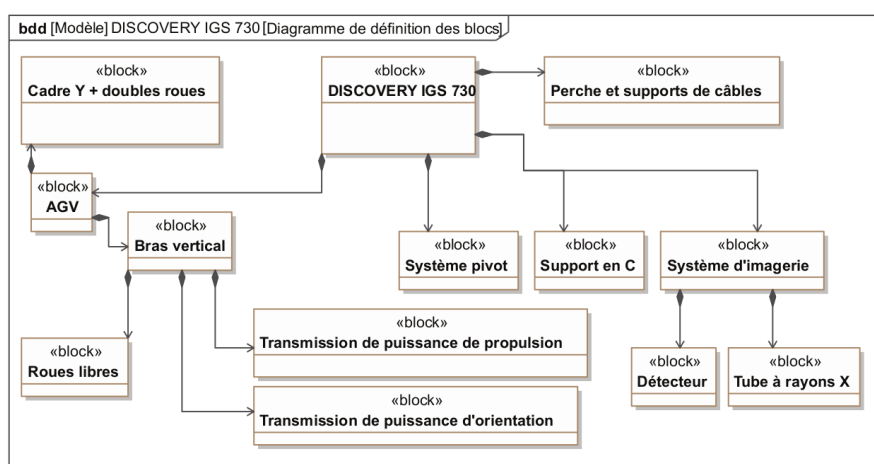 bdd [Modèle] DISCOVERY IGS 730 [Diagramme de définition des blocs]
«block»
Cadre Y + doubles roues
«block»
DISCOVERY IGS 730
«block»
Perche et supports de câbles
«block»
AGV
«block»
Bras vertical
«block»
Système pivot
«block»
Support en C
«block»
Système d'imagerie
«block»
Transmission de puissance de propulsion
«block»
Roues libres
«block»
Détecteur
«block»
Tube à rayons X
«block»
Transmission de puissance d'orientation